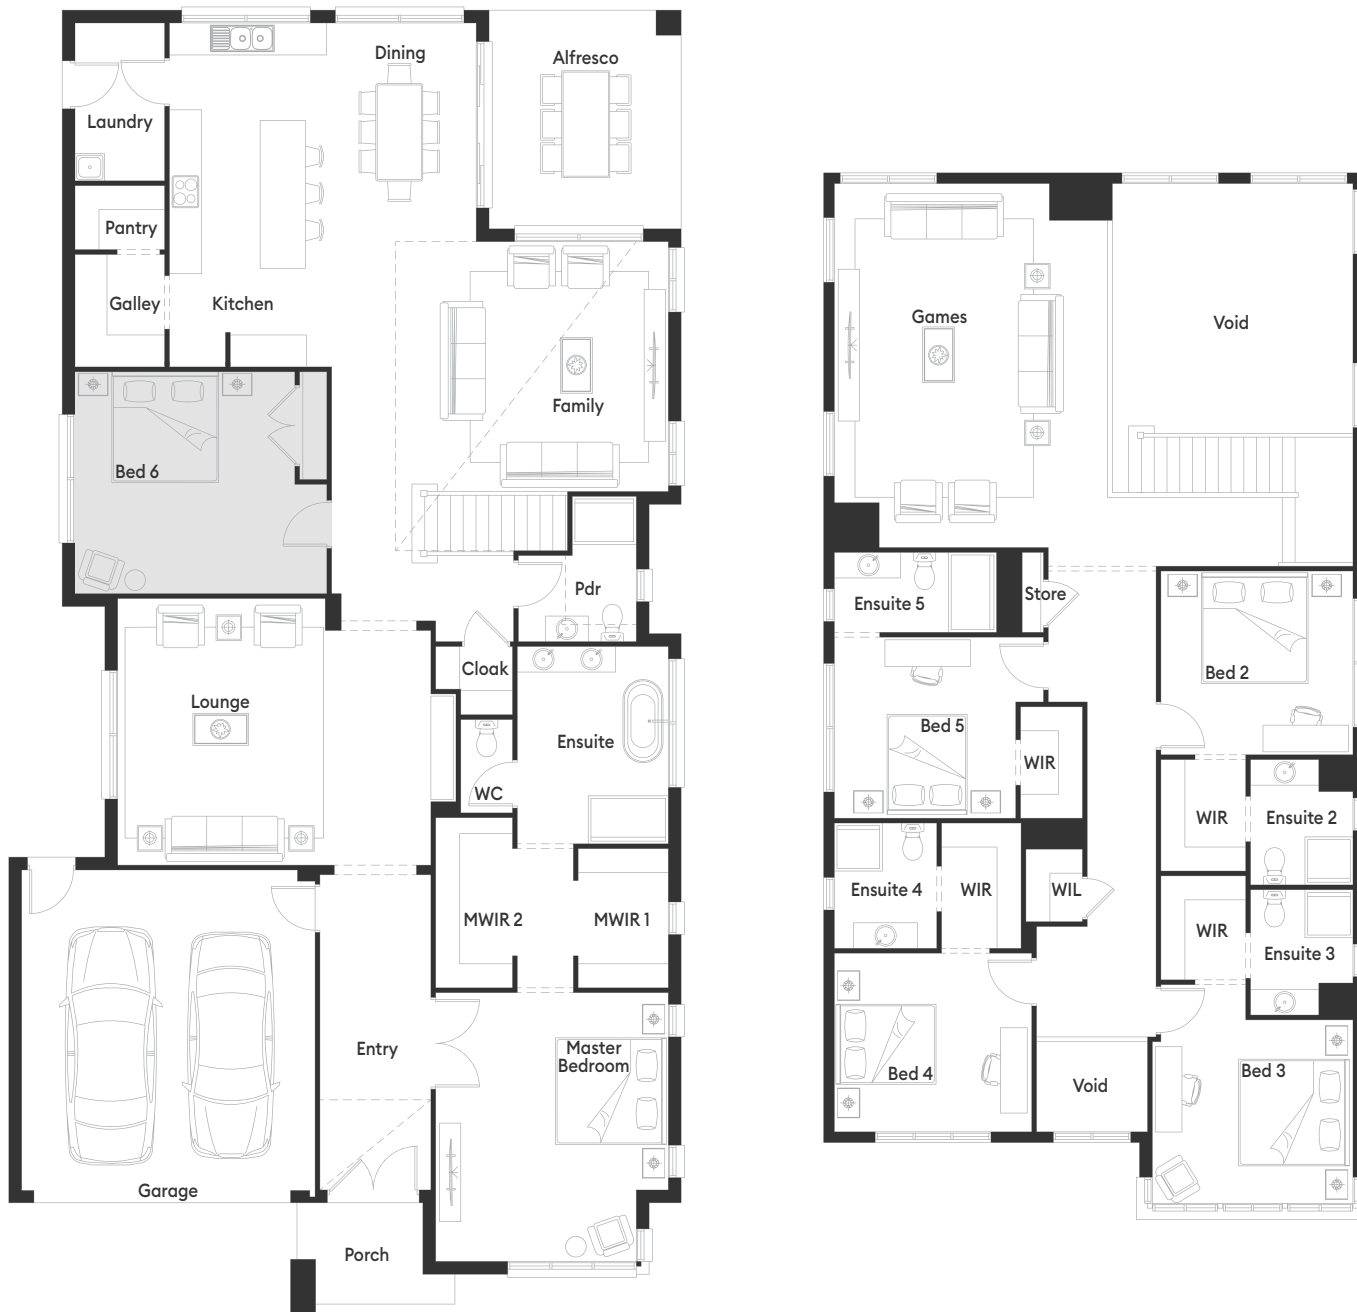 Dining
Alfresco
Laundry
Pantry
Galley
Kitchen
Family
Bed 6
Pdr
Cloak
Lounge
Ensuite
WC
MWIR 2
MWIR 1
Entry
Master
Bedroom
Garage
Porch
Games
Void
Ensuite 5
Store
Bed 2
Bed 5
WIR
WIR
Ensuite 2
Ensuite 4
WIR
WIL
WIR
Ensuite 3
Bed 4
Void
Bed 3